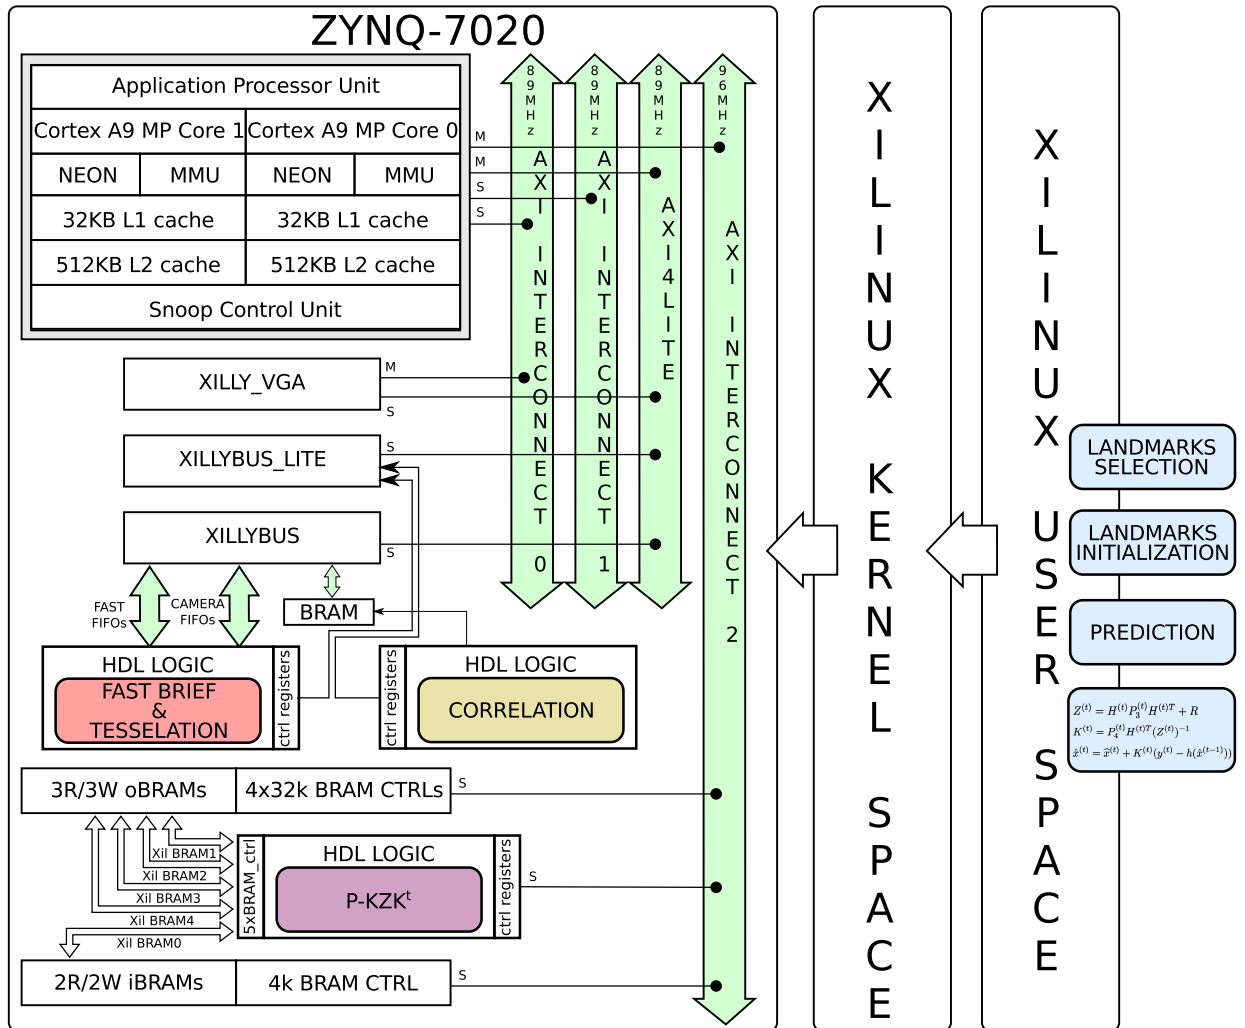 ZYNQ-7020
Application Processor Unit
Cortex A9 MP Core 1
Cortex A9 MP Core 0
NEON
MMU
NEON
MMU
32KB L1 cache
32KB L1 cache
512KB L2 cache
512KB L2 cache
Snoop Control Unit
M
M
S
S
89MHz
AXI INTERCONNECT 0
89MHz
AXI INTERCONNECT 1
89MHz
AXI4LITE
96MHz
AXI INTERCONNECT 2
XILLY_VGA
M
S
XILLYBUS_LITE
S
XILLYBUS
S
FAST
FIFOs
CAMERA
FIFOs
BRAM
HDL LOGIC
FAST BRIEF
&
TESSELATION
ctrl registers
ctrl registers
HDL LOGIC
CORRELATION
3R/3W oBRAMs
4x32k BRAM CTRLs
S
Xil BRAM1
Xil BRAM2
Xil BRAM3
Xil BRAM4
Xil BRAM0
5xBRAM_ctrl
HDL LOGIC
P-KZKᵗ
ctrl registers
S
2R/2W iBRAMs
4k BRAM CTRL
S
XILINUX KERNEL SPACE
XILINUX USER SPACE
LANDMARKS
SELECTION
LANDMARKS
INITIALIZATION
PREDICTION
Z^{(t)} = H^{(t)}P_3^{(t)}H^{(t)T} + R
K^{(t)} = P_4^{(t)}H^{(t)T}(Z^{(t)})^{-1}
x̂^{(t)} = x̂^{(t)} + K^{(t)}(y^{(t)} − h(x̂^{(t−1)}))